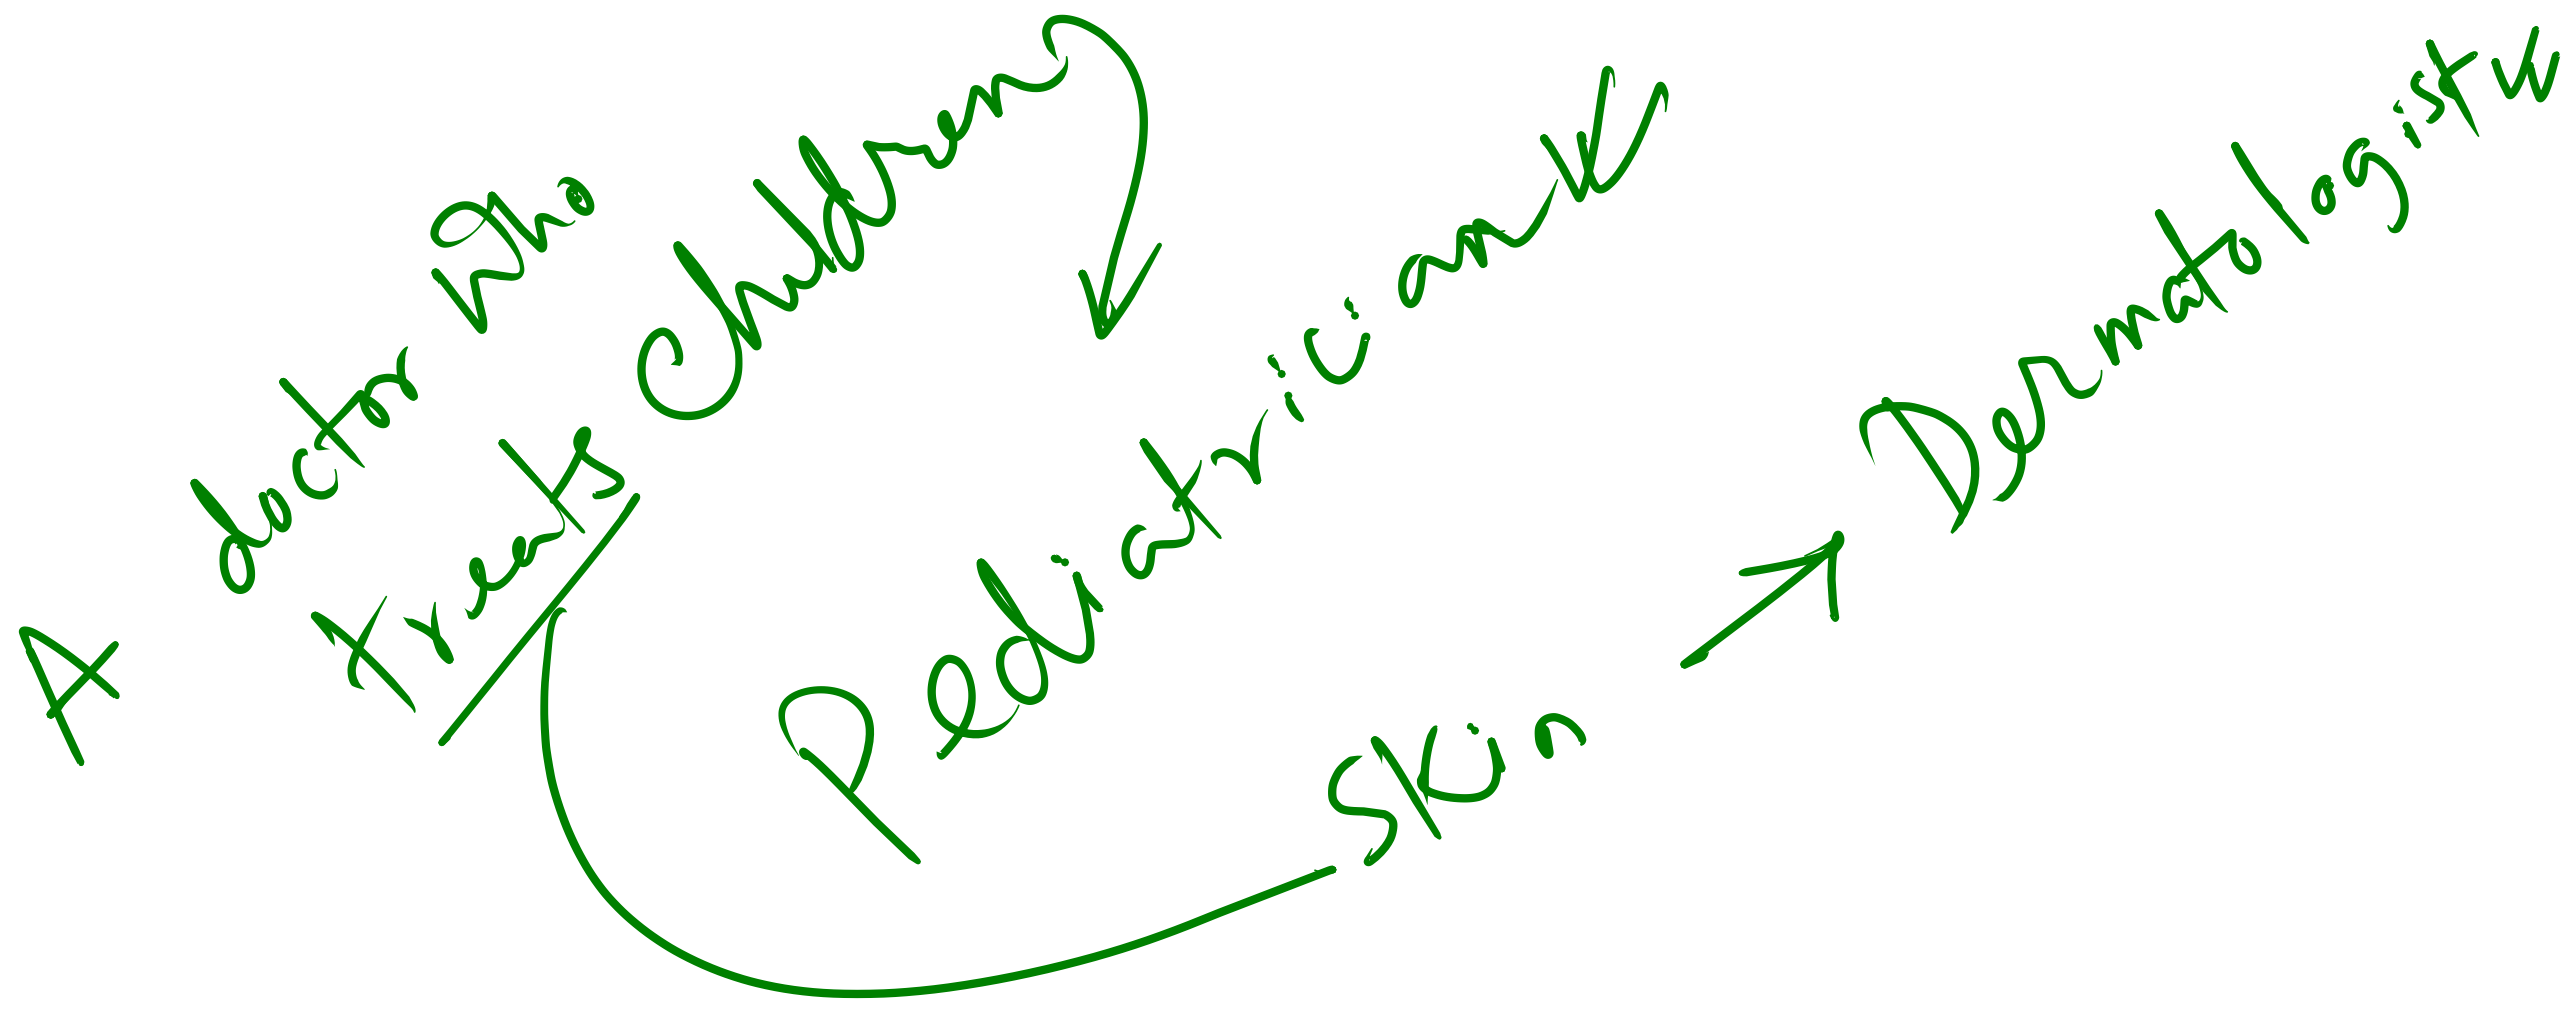 A doctor who
treats children
Pediatrician
skin → Dermatologist